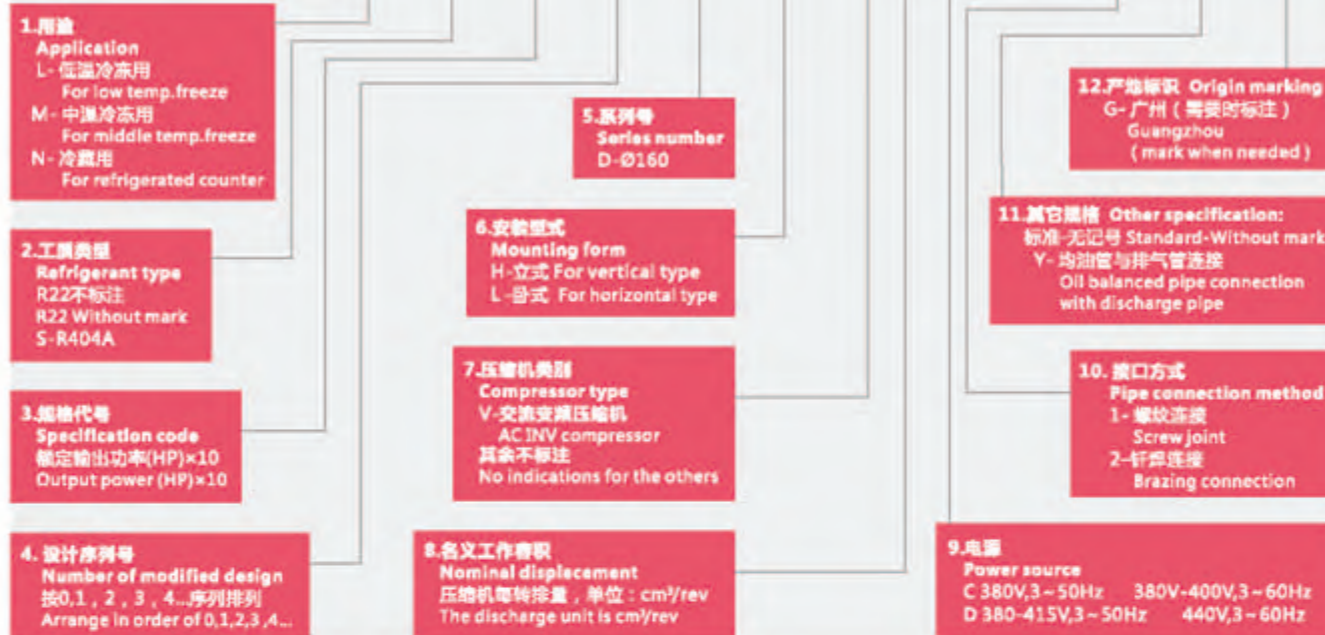 1.用途
Application
L- 低温冷冻用
For low temp.freeze
M- 中温冷冻用
For middle temp.freeze
N- 冷藏用
For refrigerated counter
2.工质类型
Refrigerant type
R22不标注
R22 Without mark
S-R404A
3.规格代号
Specification code
额定输出功率(HP)×10
Output power (HP)×10
4. 设计序列号
Number of modified design
按0,1，2，3，4...序列排列
Arrange in order of 0,1,2,3,4...
5.系列号
Series number
D-Ø160
6.安装型式
Mounting form
H-立式 For vertical type
L-卧式 For horizontal type
7.压缩机类别
Compressor type
V-交流变频压缩机
AC INV compressor
其余不标注
No indications for the others
8.名义工作容积
Nominal displacement
压缩机每转排量，单位：cm³/rev
The discharge unit is cm³/rev
12.产地标识 Origin marking
G- 广州（需要时标注）
Guangzhou
( mark when needed )
11.其它规格 Other specification:
标准-无记号 Standard-Without mark
Y- 均油管与排气管连接
Oil balanced pipe connection
with discharge pipe
10. 接口方式
Pipe connection method
1- 螺纹连接
Screw joint
2-钎焊连接
Brazing connection
9.电源
Power source
C 380V,3~50Hz 380V-400V,3~60Hz
D 380-415V,3~50Hz 440V,3~60Hz